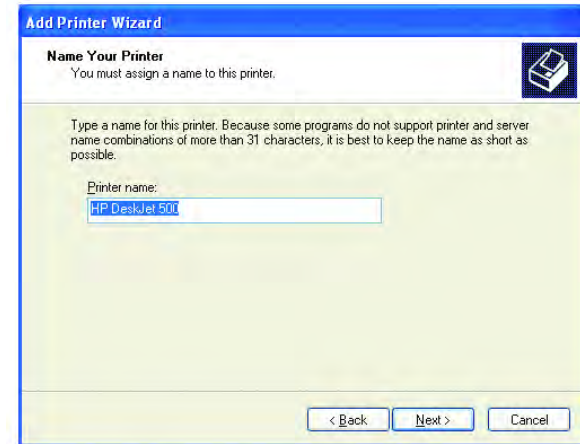 Add Printer Wizard
Name Your Printer
You must assign a name to this printer.
Type a name for this printer. Because some programs do not support printer and server
name combinations of more than 31 characters, it is best to keep the name as short as
possible.
Printer name:
HP DeskJet 500
< Back Next > Cancel